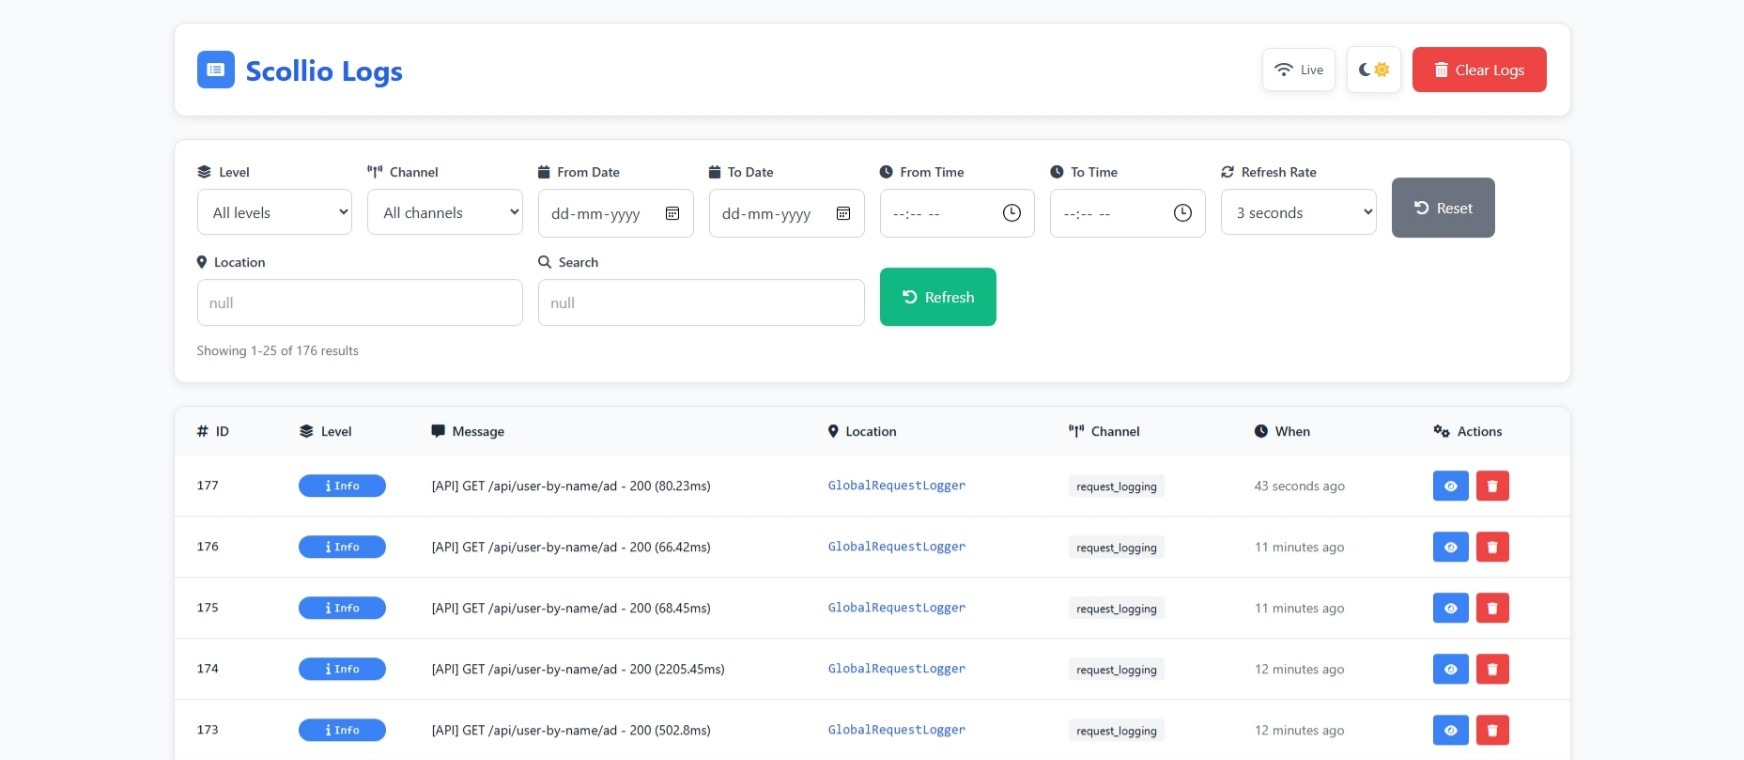 Scollio Logs
Live
Clear Logs
Level Channel From Date To Date From Time To Time Refresh Rate
All levels All channels dd-mm-yyyy dd-mm-yyyy --:-- -- --:-- -- 3 seconds Reset
Location Search
null null Refresh
Showing 1-25 of 176 results
# ID Level Message Location Channel When Actions
177 Info [API] GET /api/user-by-name/ad - 200 (80.23ms) GlobalRequestLogger request_logging 43 seconds ago
176 Info [API] GET /api/user-by-name/ad - 200 (66.42ms) GlobalRequestLogger request_logging 11 minutes ago
175 Info [API] GET /api/user-by-name/ad - 200 (68.45ms) GlobalRequestLogger request_logging 11 minutes ago
174 Info [API] GET /api/user-by-name/ad - 200 (2205.45ms) GlobalRequestLogger request_logging 12 minutes ago
173 Info [API] GET /api/user-by-name/ad - 200 (502.8ms) GlobalRequestLogger request_logging 12 minutes ago